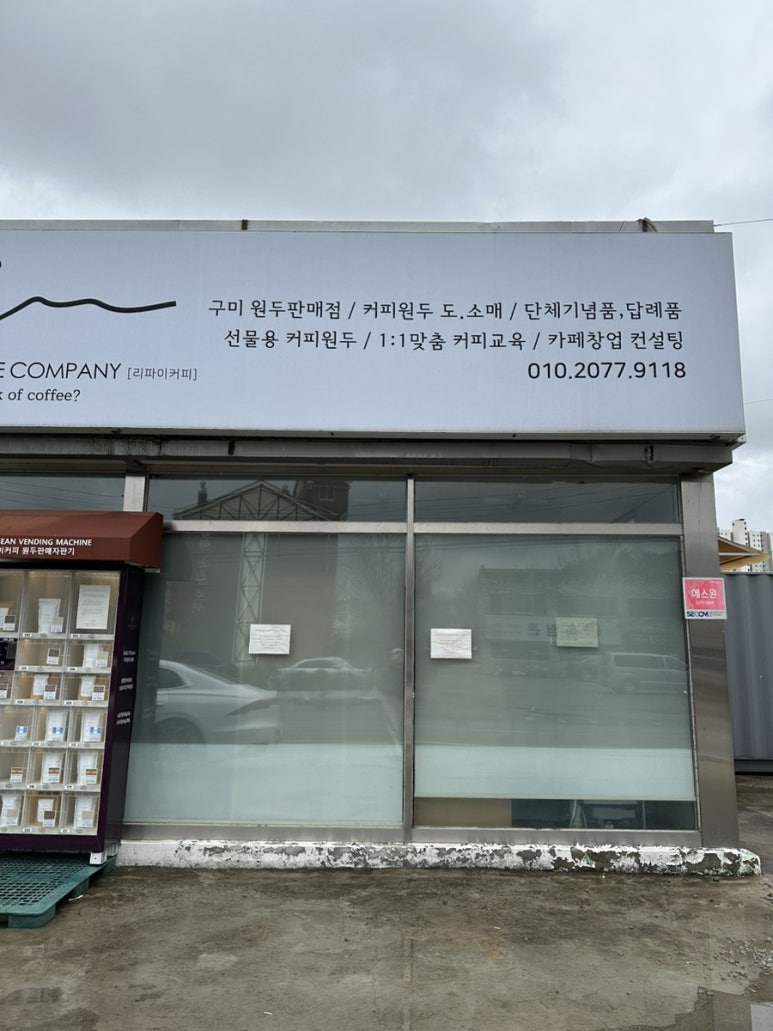 구미 원두판매점 / 커피원두 도.소매 / 단체기념품,답례품
선물용 커피원두 / 1:1맞춤 커피교육 / 카페창업 컨설팅
010.2077.9118
E COMPANY [리파이커피]
of coffee?
EAN VENDING MACHINE
이커피 원두판매자판기
에스원
SECOM